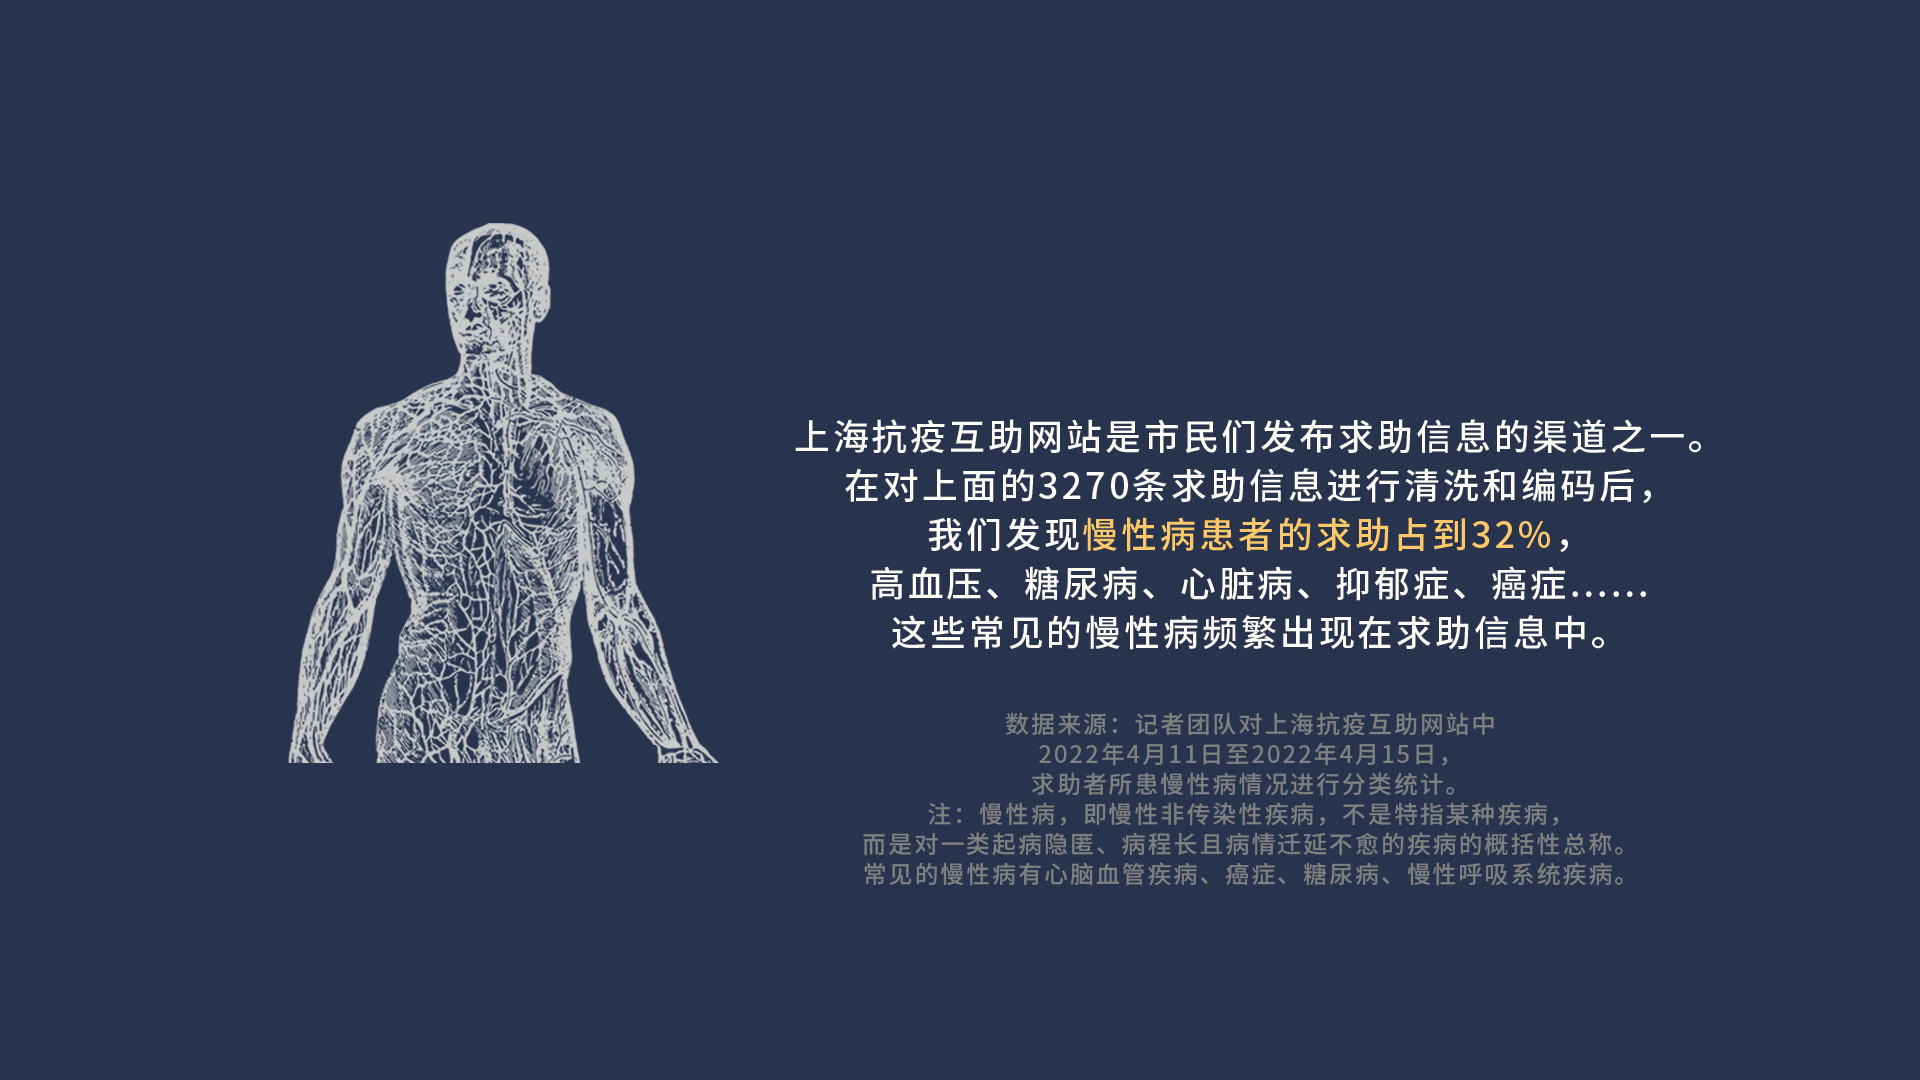 上海抗疫互助网站是市民们发布求助信息的渠道之一。
在对上面的3270条求助信息进行清洗和编码后，
我们发现慢性病患者的求助占到32%，
高血压、糖尿病、心脏病、抑郁症、癌症……
这些常见的慢性病频繁出现在求助信息中。
数据来源：记者团队对上海抗疫互助网站中
2022年4月11日至2022年4月15日，
求助者所患慢性病情况进行分类统计。
注：慢性病，即慢性非传染性疾病，不是特指某种疾病，
而是对一类起病隐匿、病程长且病情迁延不愈的疾病的概括性总称。
常见的慢性病有心脑血管疾病、癌症、糖尿病、慢性呼吸系统疾病。